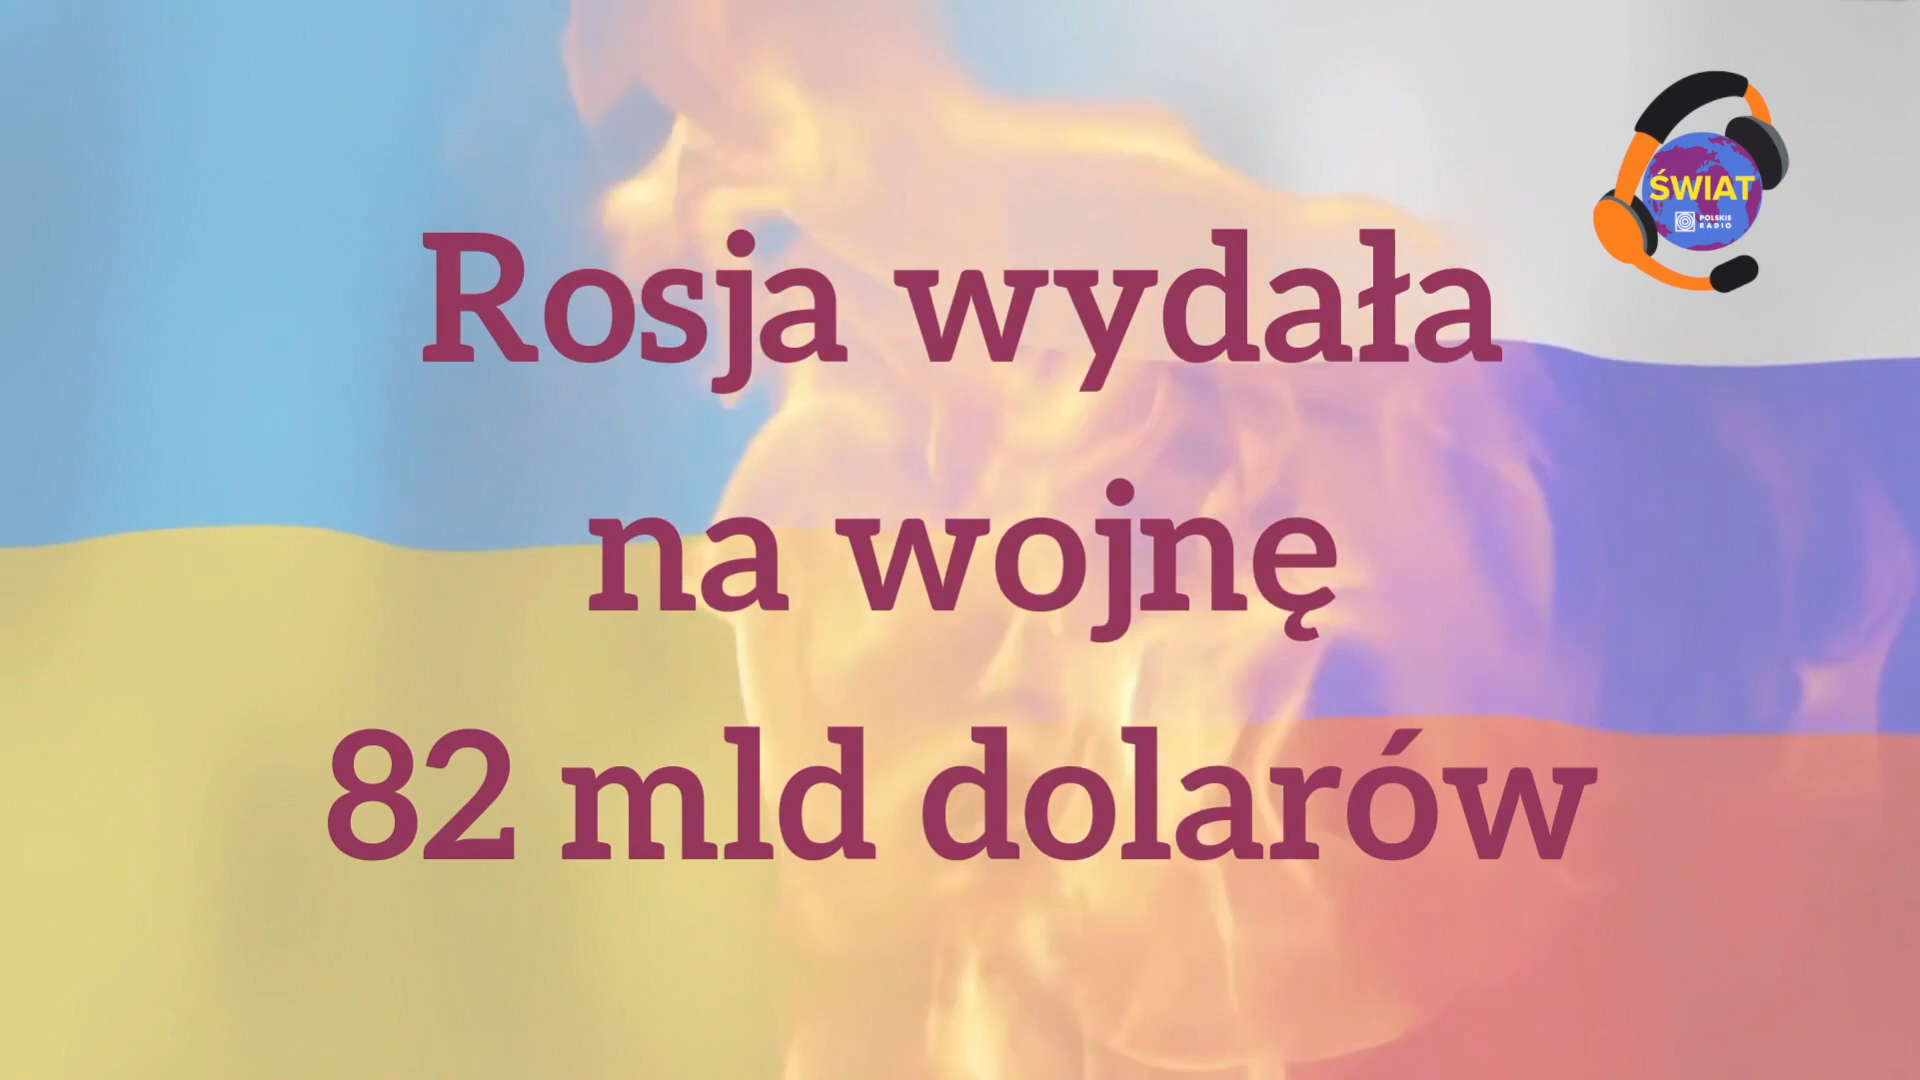 ŚWIAT
POLSKIE
RADIO
Rosja wydała
na wojnę
82 mld dolarów